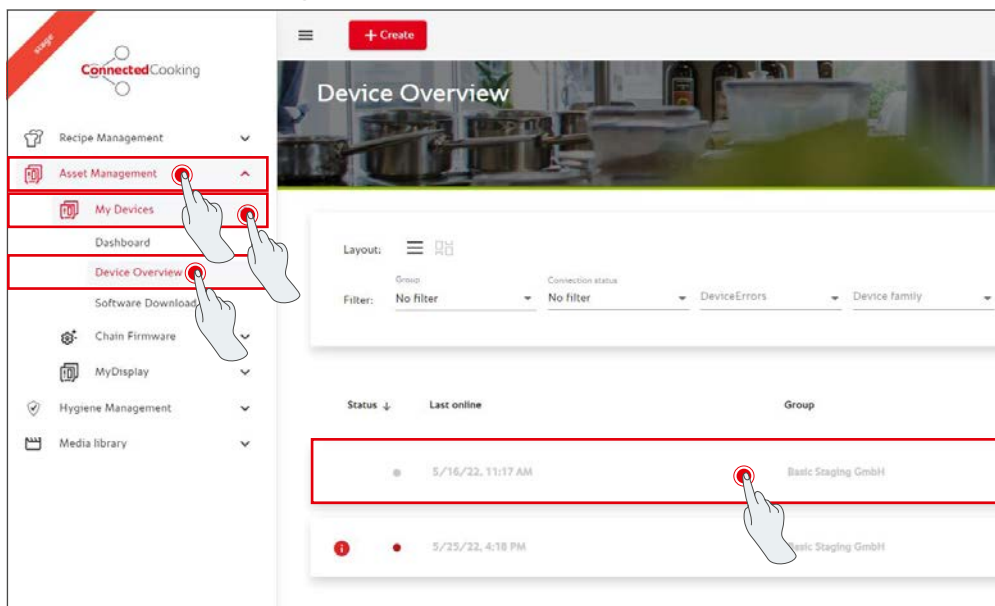 stage
ConnectedCooking
Recipe Management
Asset Management
My Devices
Dashboard
Device Overview
Software Download
Chain Firmware
MyDisplay
Hygiene Management
Media library
+ Create
Device Overview
Layout:
Group
Connection status
Filter: No filter No filter DeviceErrors Device family
Status ↓ Last online Group
5/16/22, 11:17 AM Basic Staging GmbH
5/25/22, 4:18 PM Basic Staging GmbH